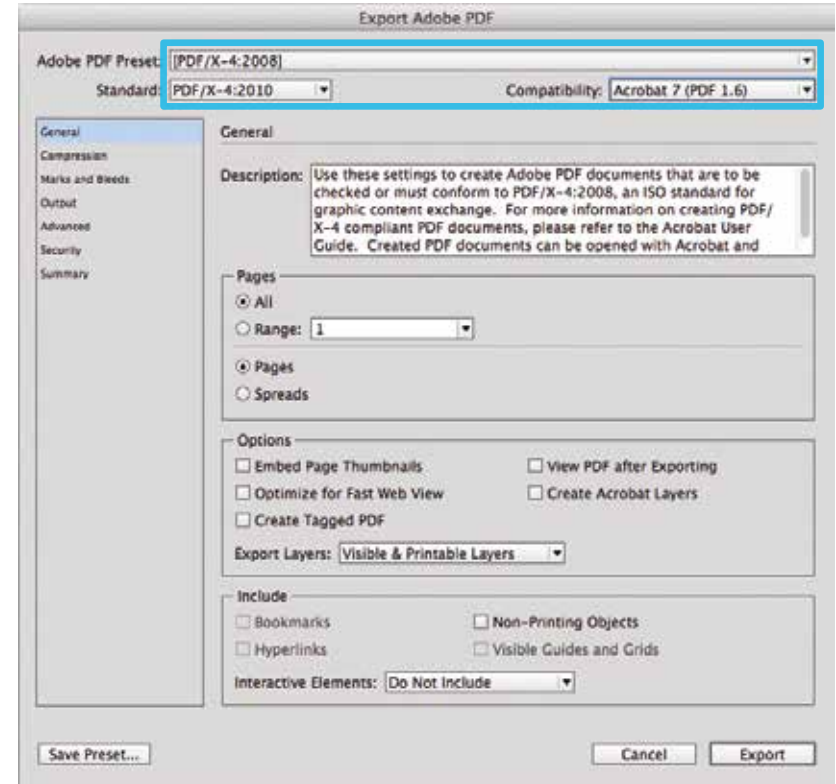 Export Adobe PDF
Adobe PDF Preset: [PDF/X-4:2008]
Standard: PDF/X-4:2010 Compatibility: Acrobat 7 (PDF 1.6)
General
Compression
Marks and Bleeds
Output
Advanced
Security
Summary
General
Description: Use these settings to create Adobe PDF documents that are to be
checked or must conform to PDF/X-4:2008, an ISO standard for
graphic content exchange. For more information on creating PDF/
X-4 compliant PDF documents, please refer to the Acrobat User
Guide. Created PDF documents can be opened with Acrobat and
Pages
All
Range: 1
Pages
Spreads
Options
Embed Page Thumbnails View PDF after Exporting
Optimize for Fast Web View Create Acrobat Layers
Create Tagged PDF
Export Layers: Visible & Printable Layers
Include
Bookmarks Non-Printing Objects
Hyperlinks Visible Guides and Grids
Interactive Elements: Do Not Include
Save Preset... Cancel Export